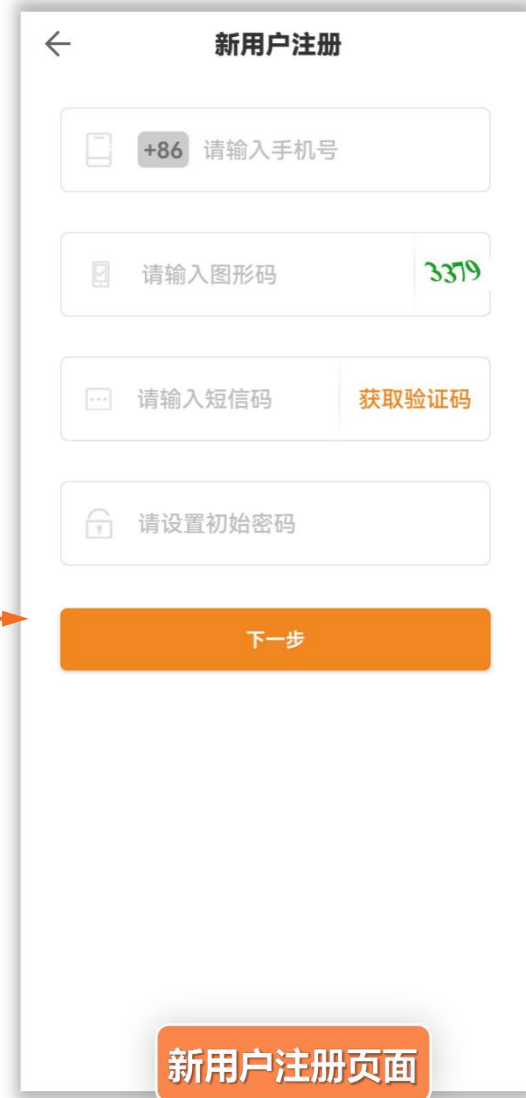 新用户注册
+86 请输入手机号
请输入图形码 3379
请输入短信码 获取验证码
请设置初始密码
下一步
新用户注册页面